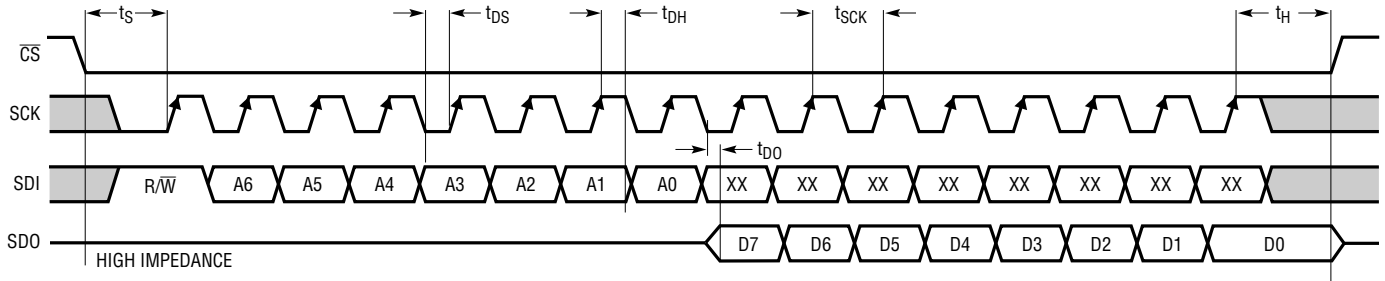 tS tDS tDH tSCK tH
CS
SCK
tDO
SDI R/W A6 A5 A4 A3 A2 A1 A0 XX XX XX XX XX XX XX XX
SDO D7 D6 D5 D4 D3 D2 D1 D0
HIGH IMPEDANCE